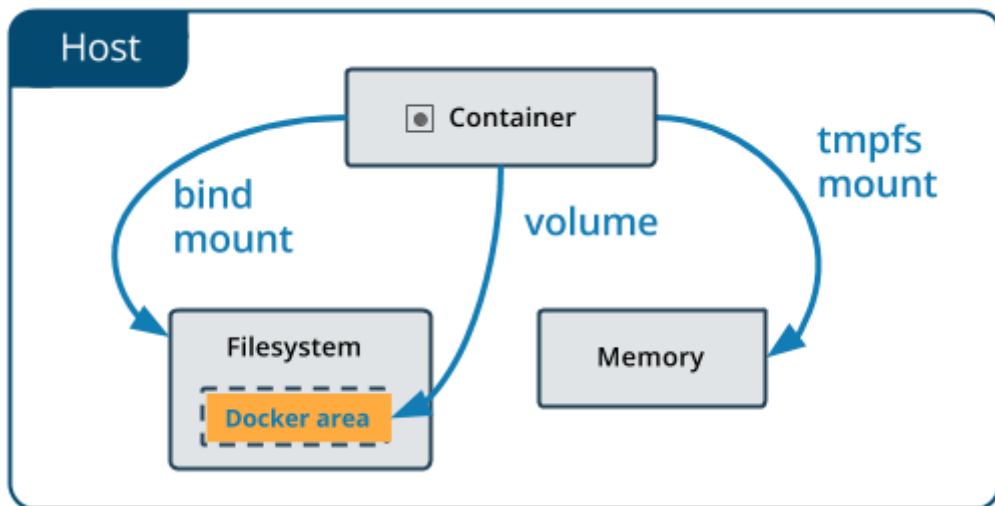 Host
Container
bind
mount
volume
tmpfs
mount
Filesystem
Docker area
Memory